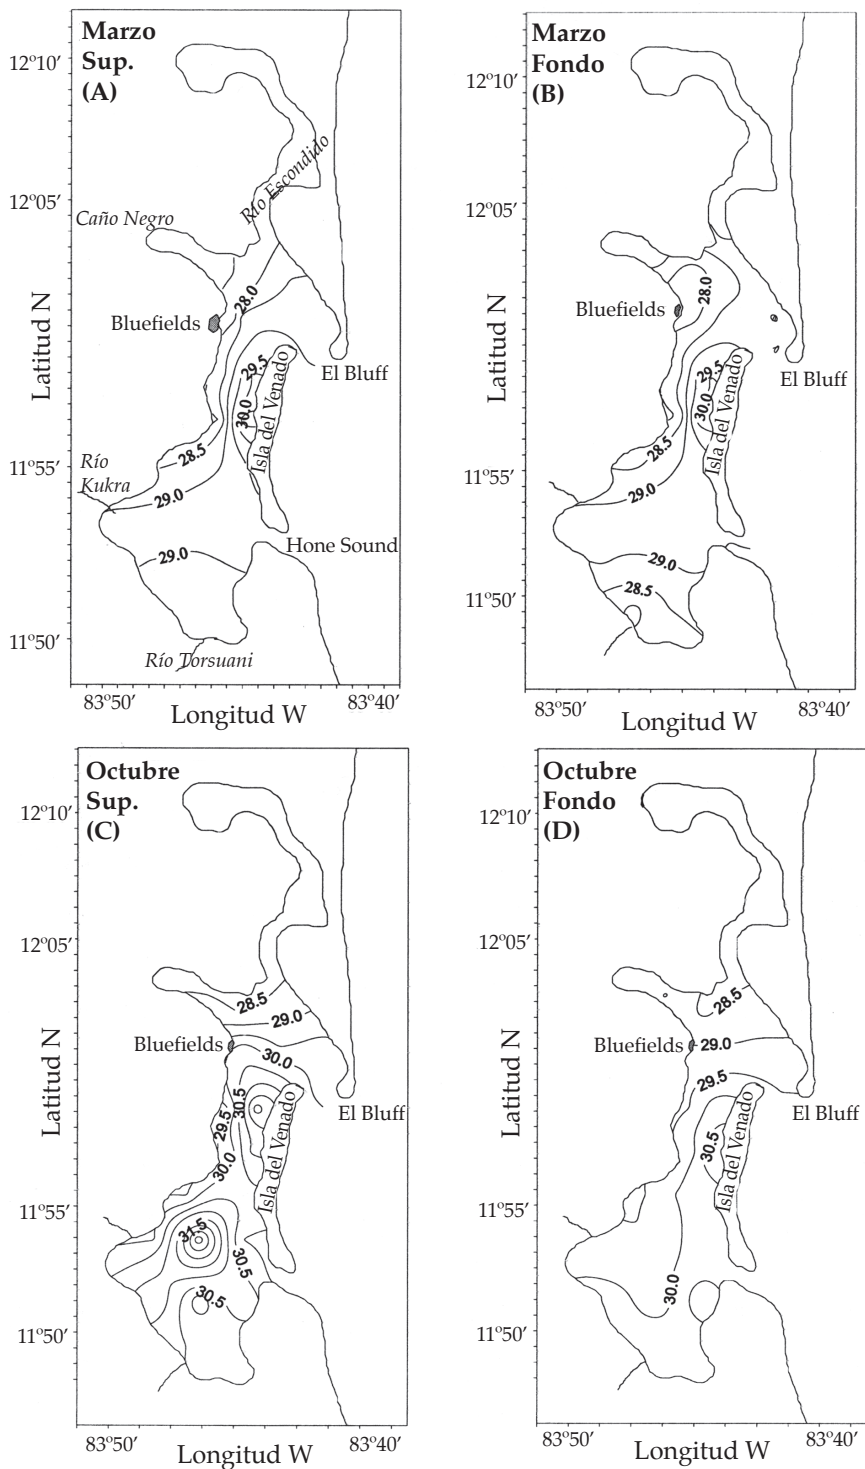 Marzo
Sup.
(A)
12º10′
Río Escondido
12º05′
Caño Negro
28.0
Bluefields
29.5
El Bluff
30.0
Isla del Venado
28.5
11º55′
Río
Kukra
29.0
Hone Sound
29.0
11º50′
Río Torsuani
83º50′
83º40′
Longitud W
Latitud N
Marzo
Fondo
(B)
12º10′
12º05′
28.0
Bluefields
29.5
El Bluff
30.0
Isla del Venado
28.5
11º55′
29.0
29.0
28.5
11º50′
83º50′
83º40′
Longitud W
Latitud N
Octubre
Sup.
(C)
12º10′
12º05′
28.5
29.0
Bluefields
30.0
30.5
El Bluff
29.5
Isla del Venado
30.0
11º55′
31.5
30.5
30.5
11º50′
83º50′
83º40′
Longitud W
Latitud N
Octubre
Fondo
(D)
12º10′
12º05′
28.5
Bluefields
29.0
29.5
El Bluff
30.5
Isla del Venado
11º55′
30.0
11º50′
83º50′
83º40′
Longitud W
Latitud N